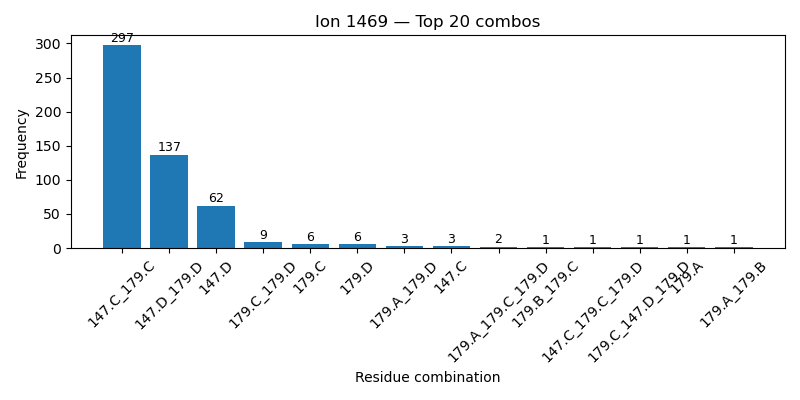 Ion 1469 — Top 20 combos
Frequency
300
250
200
150
100
50
0
297
137
62
9
6
6
3
3
2
1
1
1
1
1
147.C_179.C
147.D_179.D
147.D
179.C_179.D
179.C
179.D
179.A_179.D
147.C
179.A_179.C_179.D
179.B_179.C
147.C_179.C_179.D
179.C_147.D_179.D
179.A
179.A_179.B
Residue combination